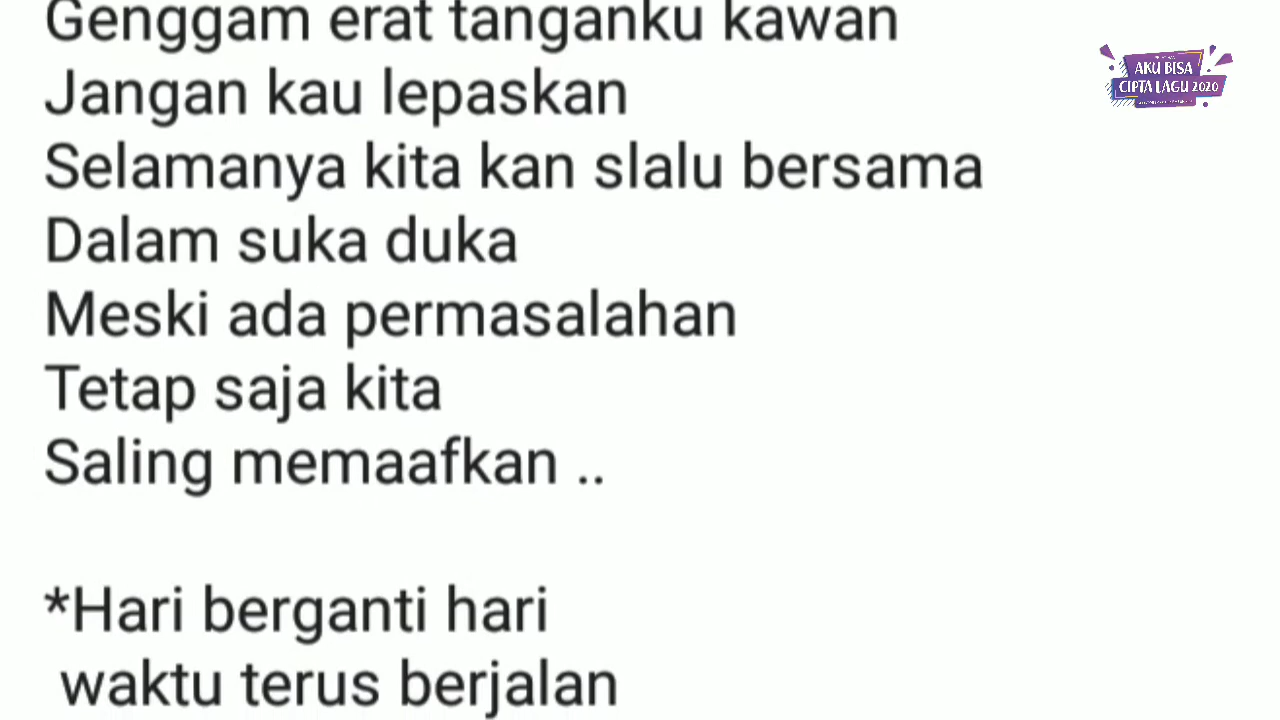 Genggam erat tanganku kawan
Jangan kau lepaskan
Selamanya kita kan slalu bersama
Dalam suka duka
Meski ada permasalahan
Tetap saja kita
Saling memaafkan ..
*Hari berganti hari
waktu terus berjalan
AKU BISA
CIPTA LAGU 2020